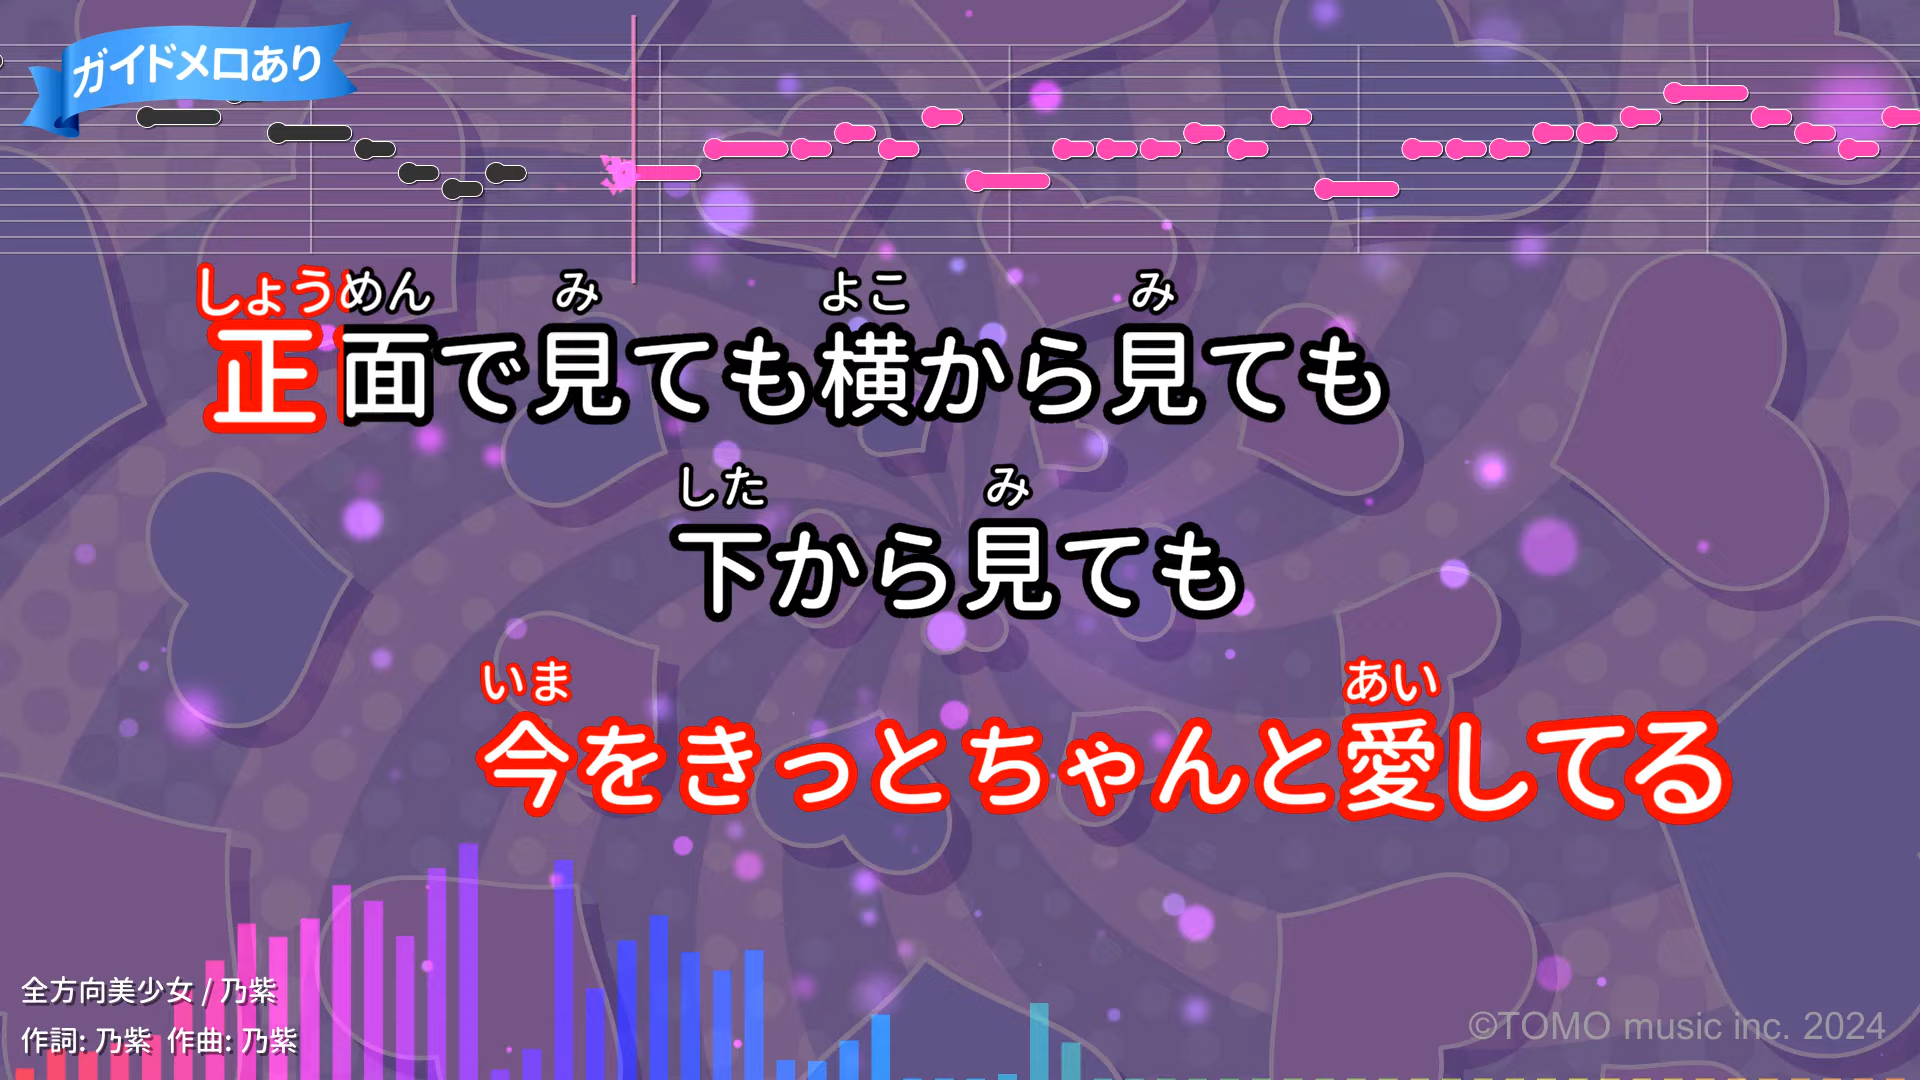 ガイドメロあり
しょうめん み よこ み
正面で見ても横から見ても
した み
下から見ても
いま あい
今をきっとちゃんと愛してる
全方向美少女 / 乃紫
作詞: 乃紫 作曲: 乃紫
©TOMO music inc. 2024